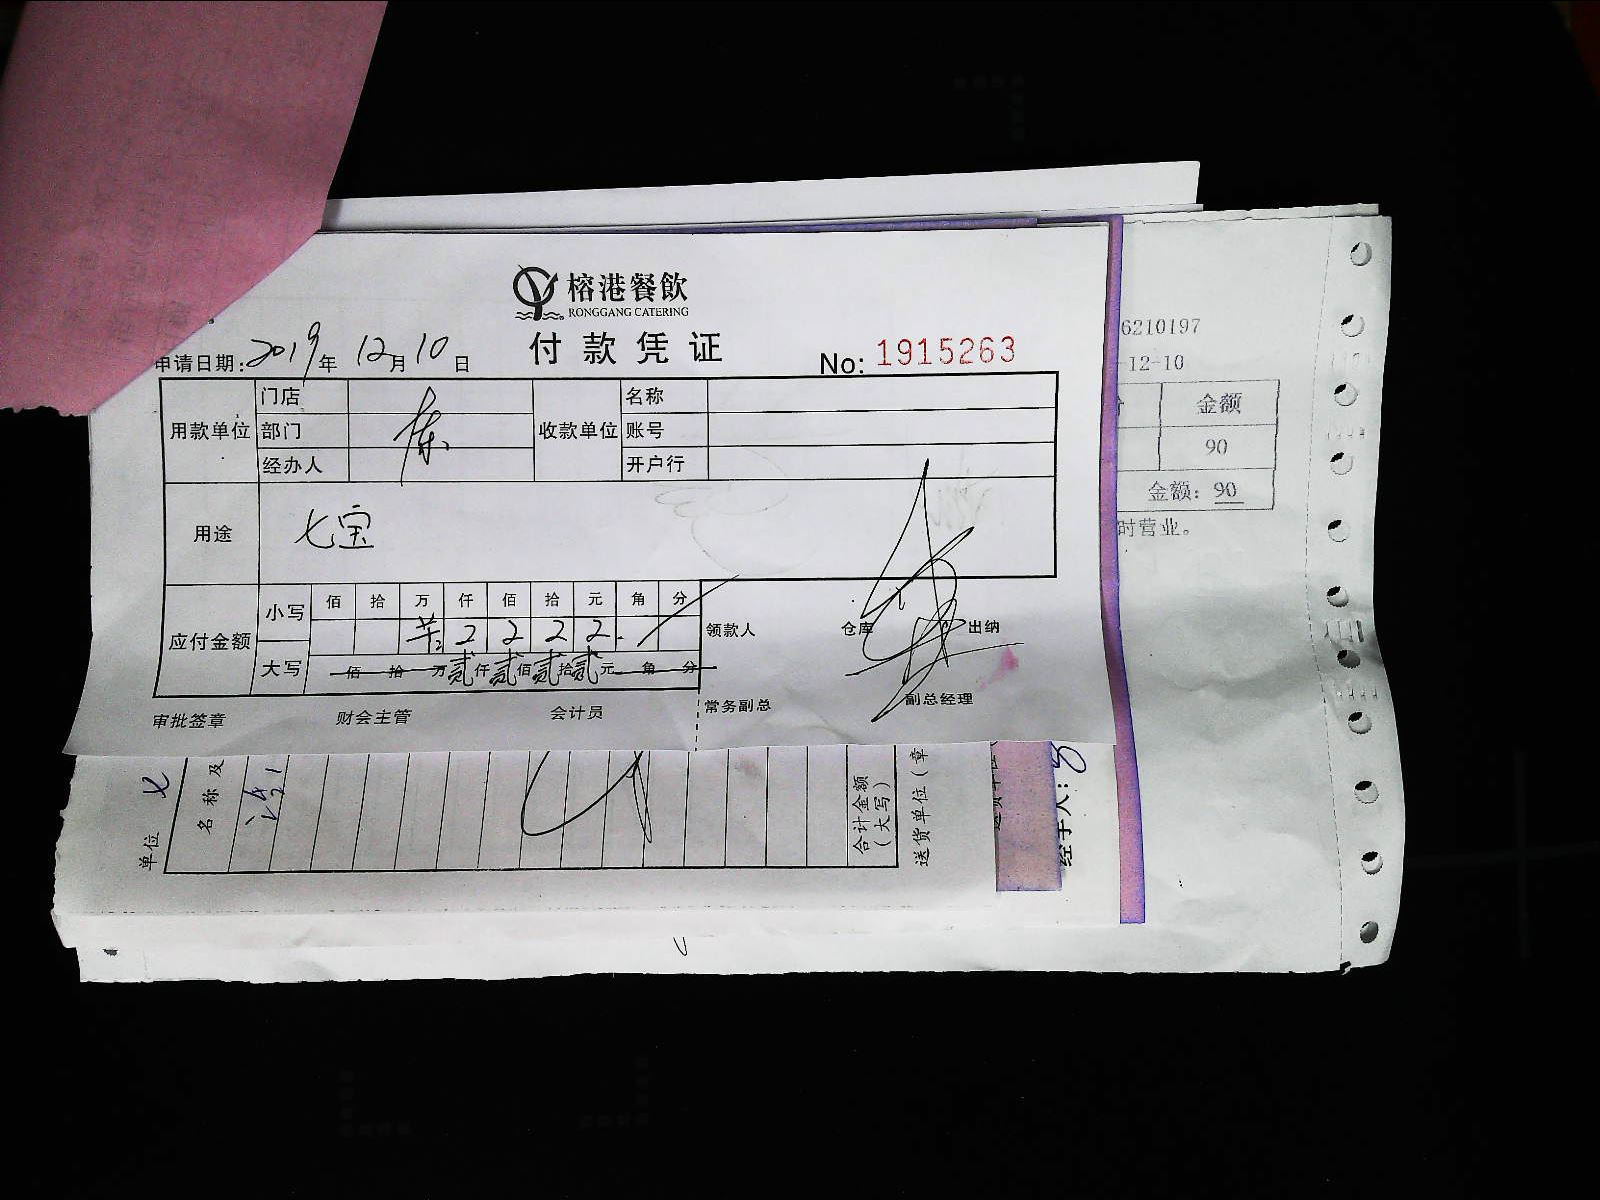 榕港餐飲
RONGGANG CATERING
付款凭证
申请日期:2019年12月10日
No: 1915263
用款单位
门店
部门
经办人
收款单位
名称
账号
开户行
用途
七宝
应付金额
小写
佰 拾 万 仟 佰 拾 元 角 分
2 2 2 2
大写
佰 拾 万 贰仟 贰佰 贰拾 贰元 角 分
领款人
仓库
出纳
审批签章
财会主管
会计员
常务副总
副总经理
6210197
-12-10
金额
90
金额: 90
时营业。
单位 七
名称及
合计金额
(大写)
送货单位(章
经手人: